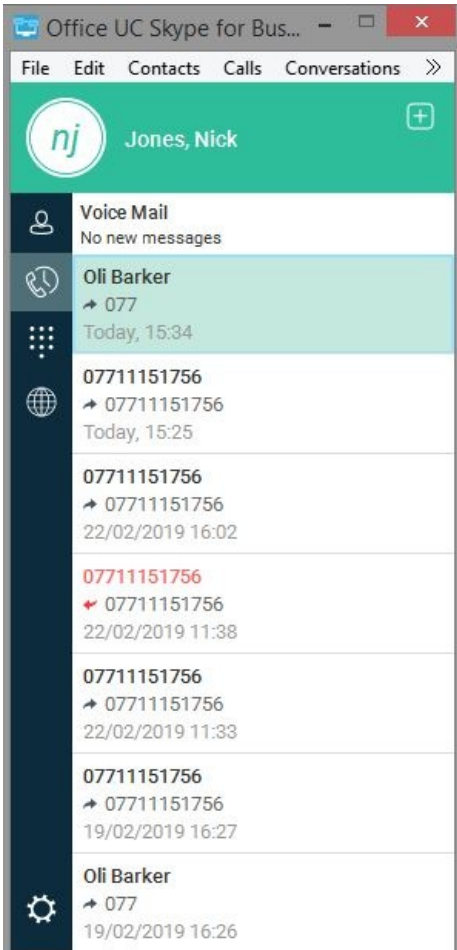 Office UC Skype for Bus...
File Edit Contacts Calls Conversations
nj
Jones, Nick
Voice Mail
No new messages
Oli Barker
077
Today, 15:34
07711151756
07711151756
Today, 15:25
07711151756
07711151756
22/02/2019 16:02
07711151756
07711151756
22/02/2019 11:38
07711151756
07711151756
22/02/2019 11:33
07711151756
07711151756
19/02/2019 16:27
Oli Barker
077
19/02/2019 16:26